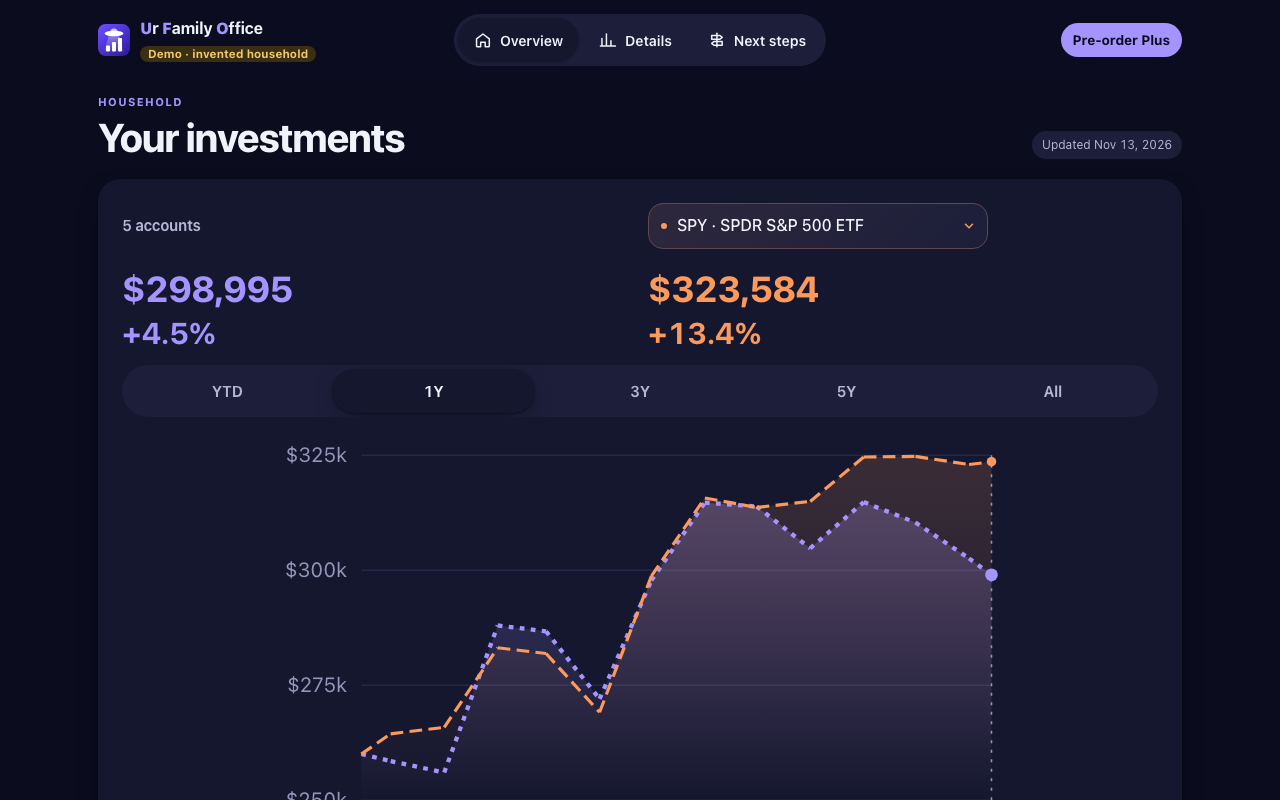 Ur Family Office
Demo · invented household
Overview
Details
Next steps
Pre-order Plus
HOUSEHOLD
Your investments
Updated Nov 13, 2026
5 accounts
SPY · SPDR S&P 500 ETF
$298,995
$323,584
+4.5%
+13.4%
YTD
1Y
3Y
5Y
All
$325k
$300k
$275k
$250k